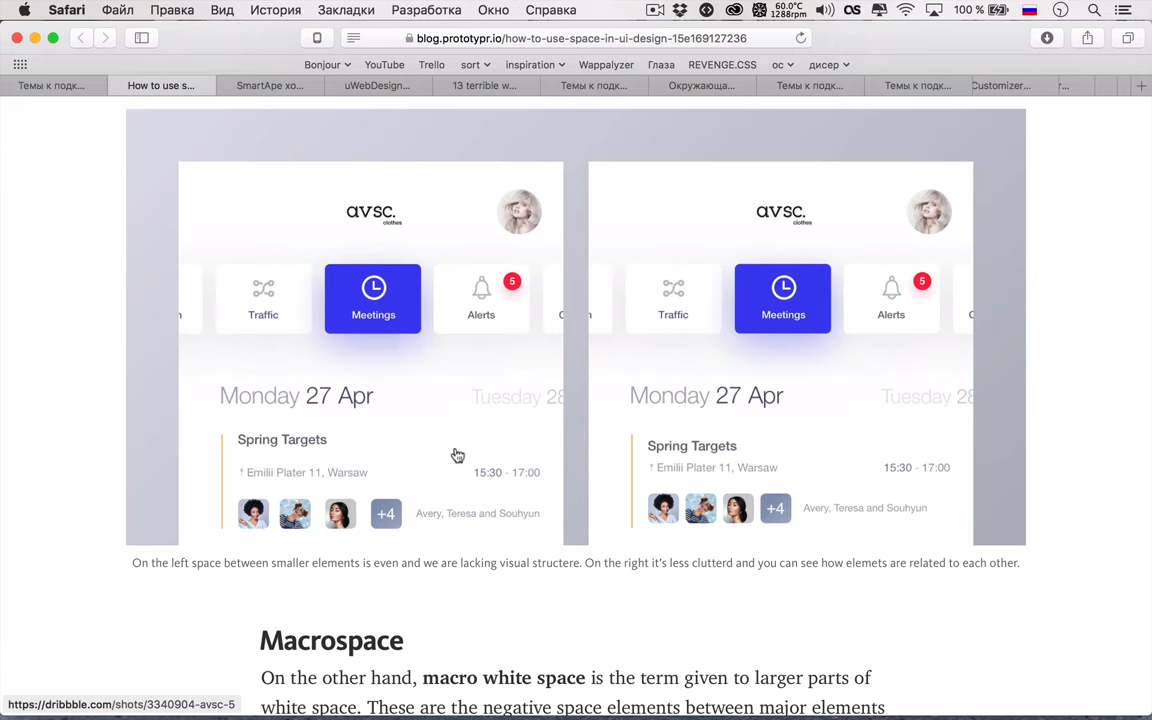 Safari Файл Правка Вид История Закладки Разработка Окно Справка 60.0°C 1288rpm 100 %
blog.prototypr.io/how-to-use-space-in-ui-design-15e169127236
Bonjour YouTube Trello sort inspiration Wappalyzer Глаза REVENGE.CSS ос дисер
Темы к подк... How to use s... SmartApe хо... uWebDesign... 13 terrible w... Темы к подк... Окружающа... Темы к подк... Темы к подк... Customizer... г...
avsc. avsc.
clothes clothes
5 5
Traffic Meetings Alerts Traffic Meetings Alerts
Monday 27 Apr Tuesday 28 Monday 27 Apr Tuesday 28
Spring Targets Spring Targets
Emilii Plater 11, Warsaw 15:30 - 17:00 Emilii Plater 11, Warsaw 15:30 - 17:00
+4 Avery, Teresa and Souhyun +4 Avery, Teresa and Souhyun
On the left space between smaller elements is even and we are lacking visual structere. On the right it's less clutterd and you can see how elemets are related to each other.
Macrospace
On the other hand, macro white space is the term given to larger parts of
white space. These are the negative space elements between major elements
https://dribbble.com/shots/3340904-avsc-5